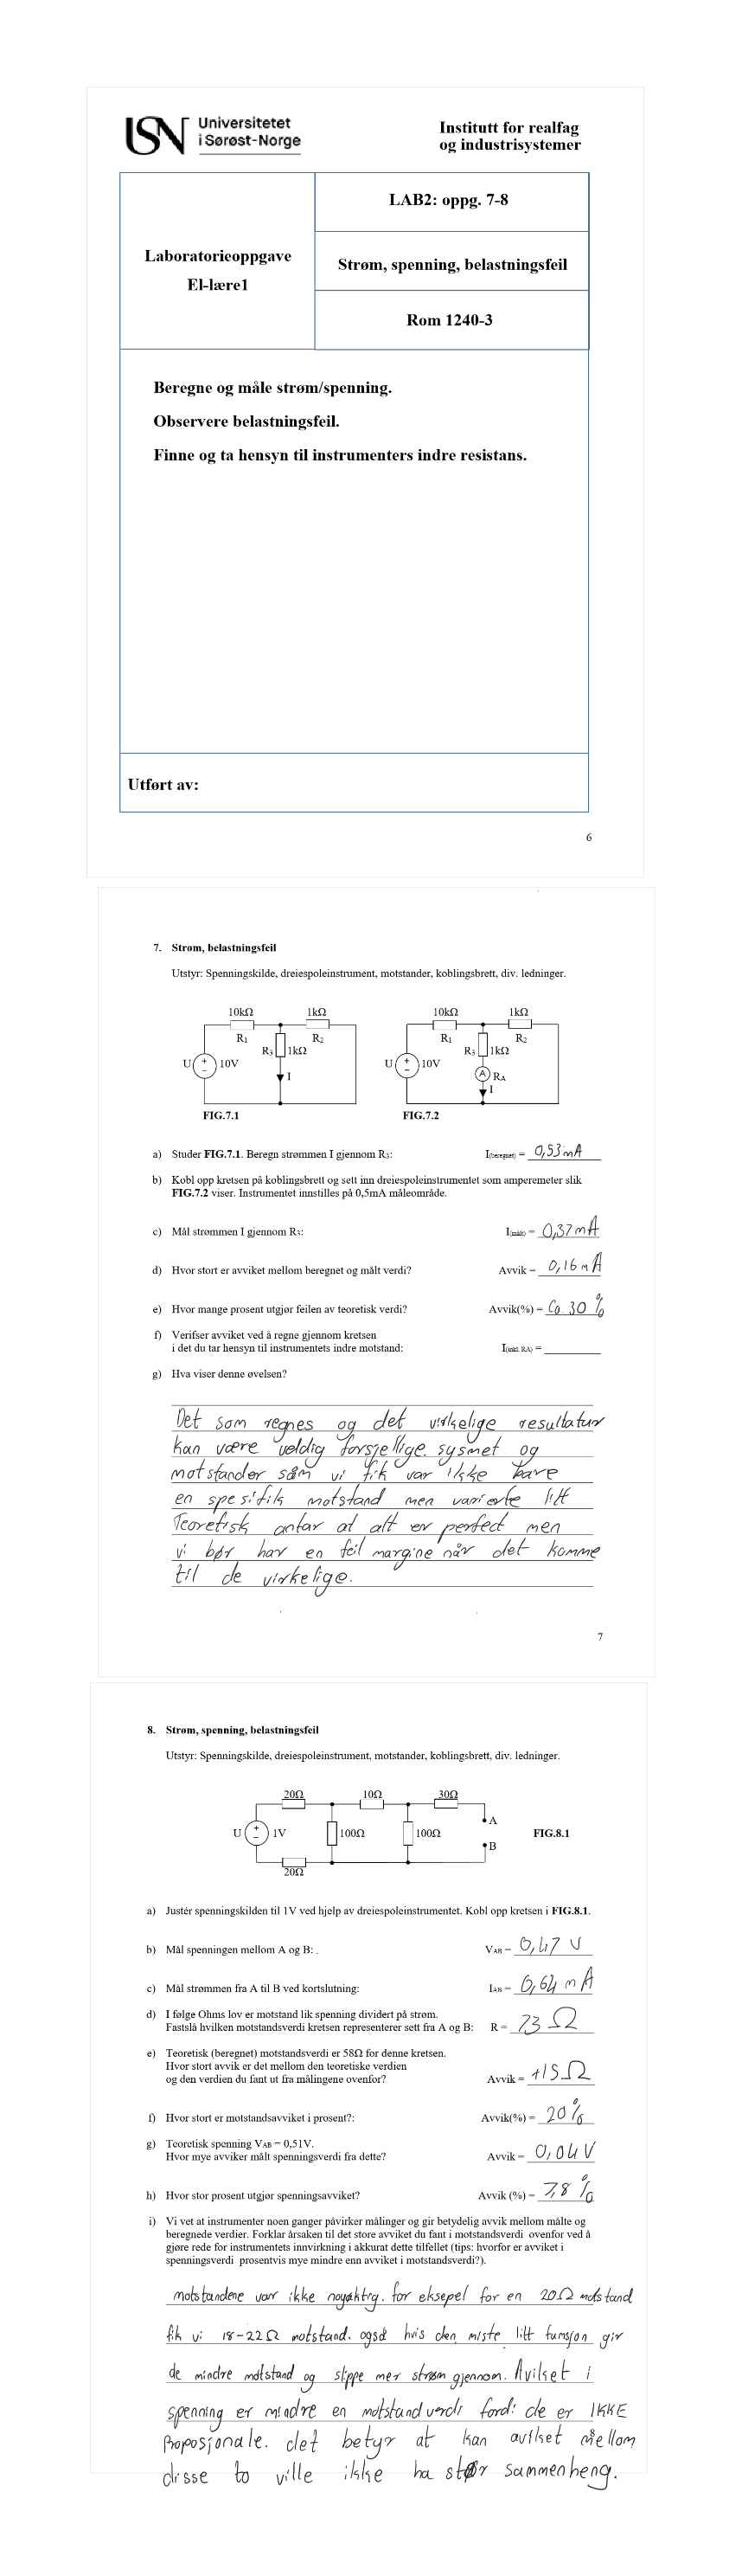 USN Universitetet
i Sørøst-Norge
Institutt for realfag
og industrisystemer
Laboratorieoppgave
El-lære1
LAB2: oppg. 7-8
Strøm, spenning, belastningsfeil
Rom 1240-3
Beregne og måle strøm/spenning.
Observere belastningsfeil.
Finne og ta hensyn til instrumenters indre resistans.
Utført av:
6
7. Strøm, belastningsfeil
Utstyr: Spenningskilde, dreiespoleinstrument, motstander, koblingsbrett, div. ledninger.
10kΩ 1kΩ 10kΩ 1kΩ
R1 R2 R1 R2
R3 1kΩ R3 1kΩ
U + − 10V U + − 10V
A RA
I I
FIG.7.1 FIG.7.2
a) Studer FIG.7.1. Beregn strømmen I gjennom R3: I(beregnet) = 0,53 mA
b) Kobl opp kretsen på koblingsbrett og sett inn dreiespoleinstrumentet som amperemeter slik
FIG.7.2 viser. Instrumentet innstilles på 0,5mA måleområde.
c) Mål strømmen I gjennom R3: I(målt) = 0,37 mA
d) Hvor stort er avviket mellom beregnet og målt verdi? Avvik = 0,16 mA
e) Hvor mange prosent utgjør feilen av teoretisk verdi? Avvik(%) = Ca 30 %
f) Verifser avviket ved å regne gjennom kretsen
i det du tar hensyn til instrumentets indre motstand: I(inkl. RA) =
g) Hva viser denne øvelsen?
Det som regnes og det virkelige resultatur
kan være veldig forsjellige. sysmet og
motstander såm vi fik var ikke bare
en spesifik motstand men varierte litt
Teoretisk antar at alt er perfect men
vi bør har en feil margine når det komme
til de virkelige.
7
8. Strøm, spenning, belastningsfeil
Utstyr: Spenningskilde, dreiespoleinstrument, motstander, koblingsbrett, div. ledninger.
20Ω 10Ω 30Ω
A
U + − 1V 100Ω 100Ω FIG.8.1
B
20Ω
a) Justér spenningskilden til 1V ved hjelp av dreiespoleinstrumentet. Kobl opp kretsen i FIG.8.1.
b) Mål spenningen mellom A og B: . VAB = 0,47 V
c) Mål strømmen fra A til B ved kortslutning: IAB = 0,64 mA
d) I følge Ohms lov er motstand lik spenning dividert på strøm.
Fastslå hvilken motstandsverdi kretsen representerer sett fra A og B: R = 73 Ω
e) Teoretisk (beregnet) motstandsverdi er 58Ω for denne kretsen.
Hvor stort avvik er det mellom den teoretiske verdien
og den verdien du fant ut fra målingene ovenfor? Avvik = +15 Ω
f) Hvor stort er motstandsavviket i prosent?: Avvik(%) = 20 %
g) Teoretisk spenning VAB = 0,51V.
Hvor mye avviker målt spenningsverdi fra dette? Avvik = 0,04 V
h) Hvor stor prosent utgjør spenningsavviket? Avvik (%) = 7,8 %
i) Vi vet at instrumenter noen ganger påvirker målinger og gir betydelig avvik mellom målte og
beregnede verdier. Forklar årsaken til det store avviket du fant i motstandsverdi ovenfor ved å
gjøre rede for instrumentets innvirkning i akkurat dette tilfellet (tips: hvorfor er avviket i
spenningsverdi prosentvis mye mindre enn avviket i motstandsverdi?).
motstandene var ikke nøyaktig. for eksepel for en 20Ω motstand
fik vi 18-22Ω motstand. også hvis den miste litt funsjon gir
de mindre motstand og slippe mer strøm gjennom. Avilket i
spenning er mindre en motstand verdi fordi de er IKKE
Proposjonale. det betyr at kan avilket mellom
disse to ville ikke ha stør sammenheng.